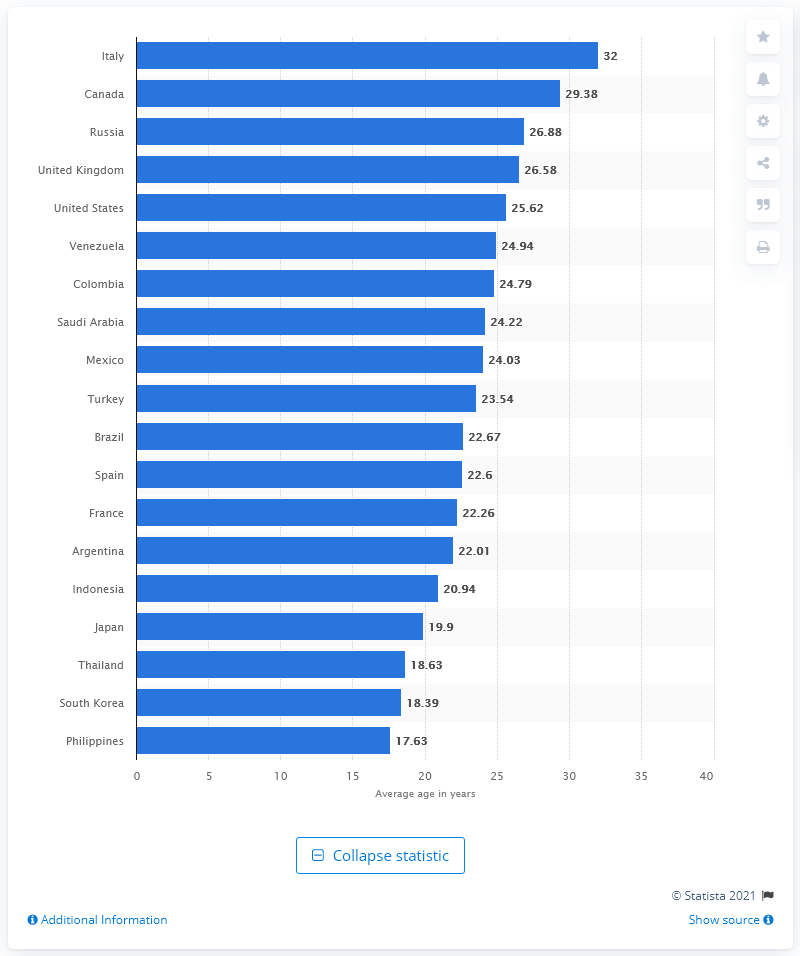 Italy 32
Canada 29.38
Russia 26.88
United Kingdom 26.58
United States 25.62
Venezuela 24.94
Colombia 24.79
Saudi Arabia 24.22
Mexico 24.03
Turkey 23.54
Brazil 22.67
Spain 22.6
France 22.26
Argentina 22.01
Indonesia 20.94
Japan 19.9
Thailand 18.63
South Korea 18.39
Philippines 17.63
0 5 10 15 20 25 30 35 40
Average age in years
Collapse statistic
© Statista 2021
Additional Information Show source